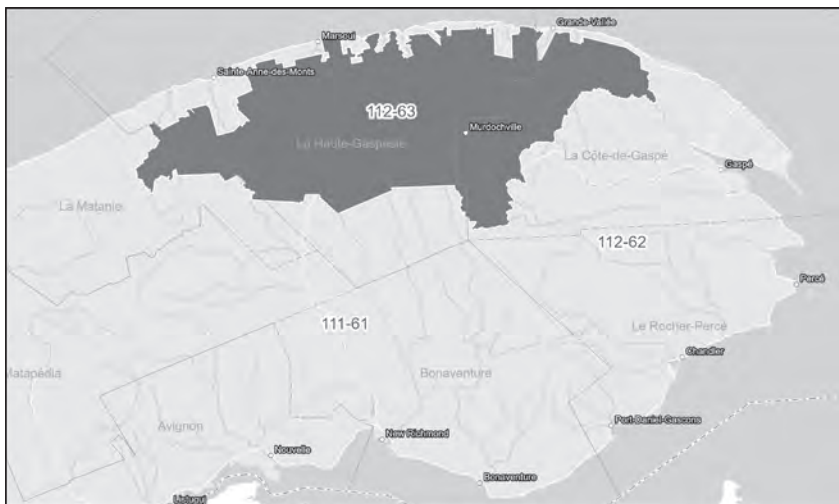 Grande-Vallée
Marsoui
Sainte-Anne-des-Monts
112-63
Murdochville
La Haute-Gaspésie
La Côte-de-Gaspé
Gaspé
La Matanie
112-62
Percé
111-61
Le Rocher-Percé
Chandler
Matapédia
Bonaventure
Avignon
Port-Daniel-Gascons
New Richmond
Nouvelle
Bonaventure
Listuguj